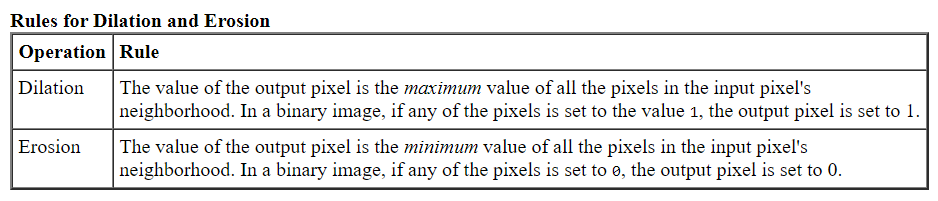 Rules for Dilation and Erosion
Operation Rule
Dilation The value of the output pixel is the maximum value of all the pixels in the input pixel's
neighborhood. In a binary image, if any of the pixels is set to the value 1, the output pixel is set to 1.
Erosion The value of the output pixel is the minimum value of all the pixels in the input pixel's
neighborhood. In a binary image, if any of the pixels is set to 0, the output pixel is set to 0.